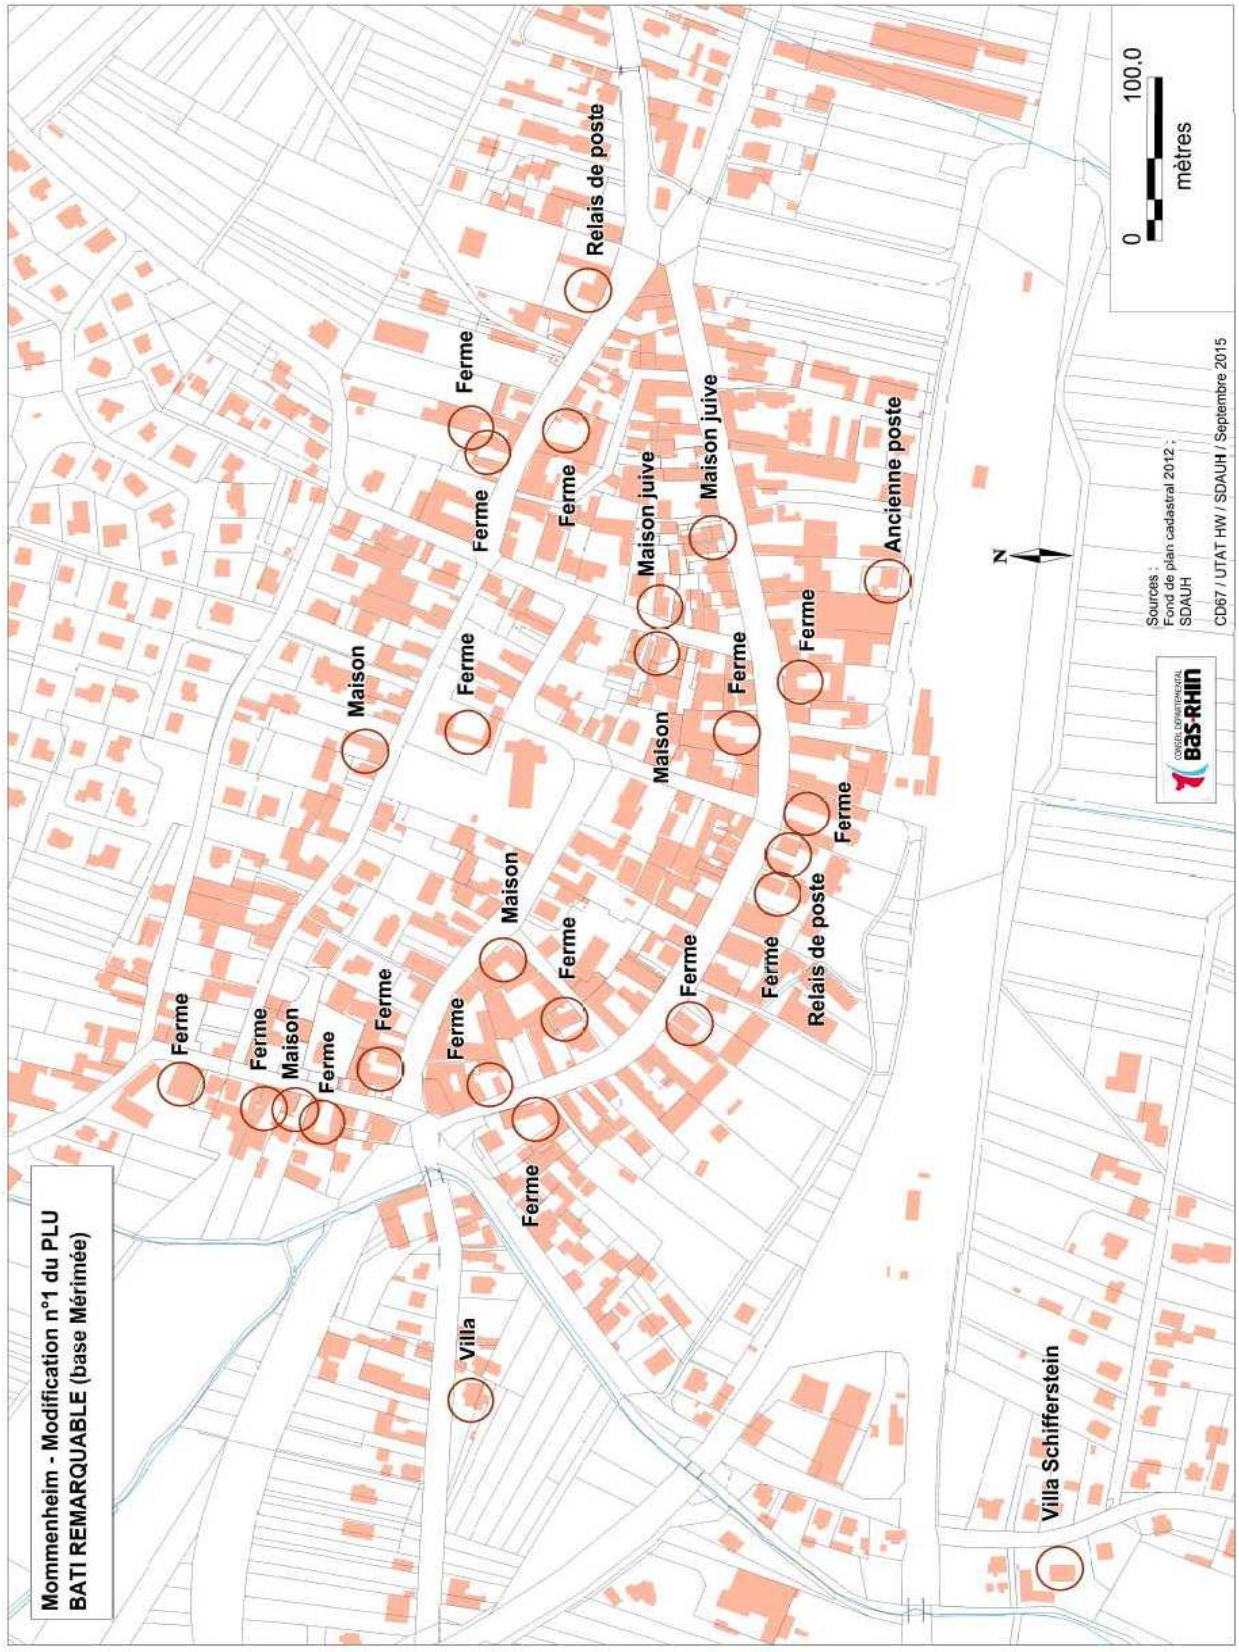 Mommenheim - Modification n°1 du PLU
BATI REMARQUABLE (base Mérimée)
Ferme
Ferme
Maison
Ferme
Ferme
Maison
Ferme
Ferme
Ferme
Ferme
Maison
Ferme
Ferme
Ferme
Relais de poste
Villa
Maison juive
Maison juive
Maison
Ferme
Ferme
Ferme
Ferme
Ferme
Relais de poste
Ancienne poste
Villa Schifferstein
N
0
100.0
mètres
CONSEIL DÉPARTEMENTAL
BAS-RHIN
Sources :
Fond de plan cadastral 2012 ;
SDAUH
CD67 / UTAT HW / SDAUH / Septembre 2015